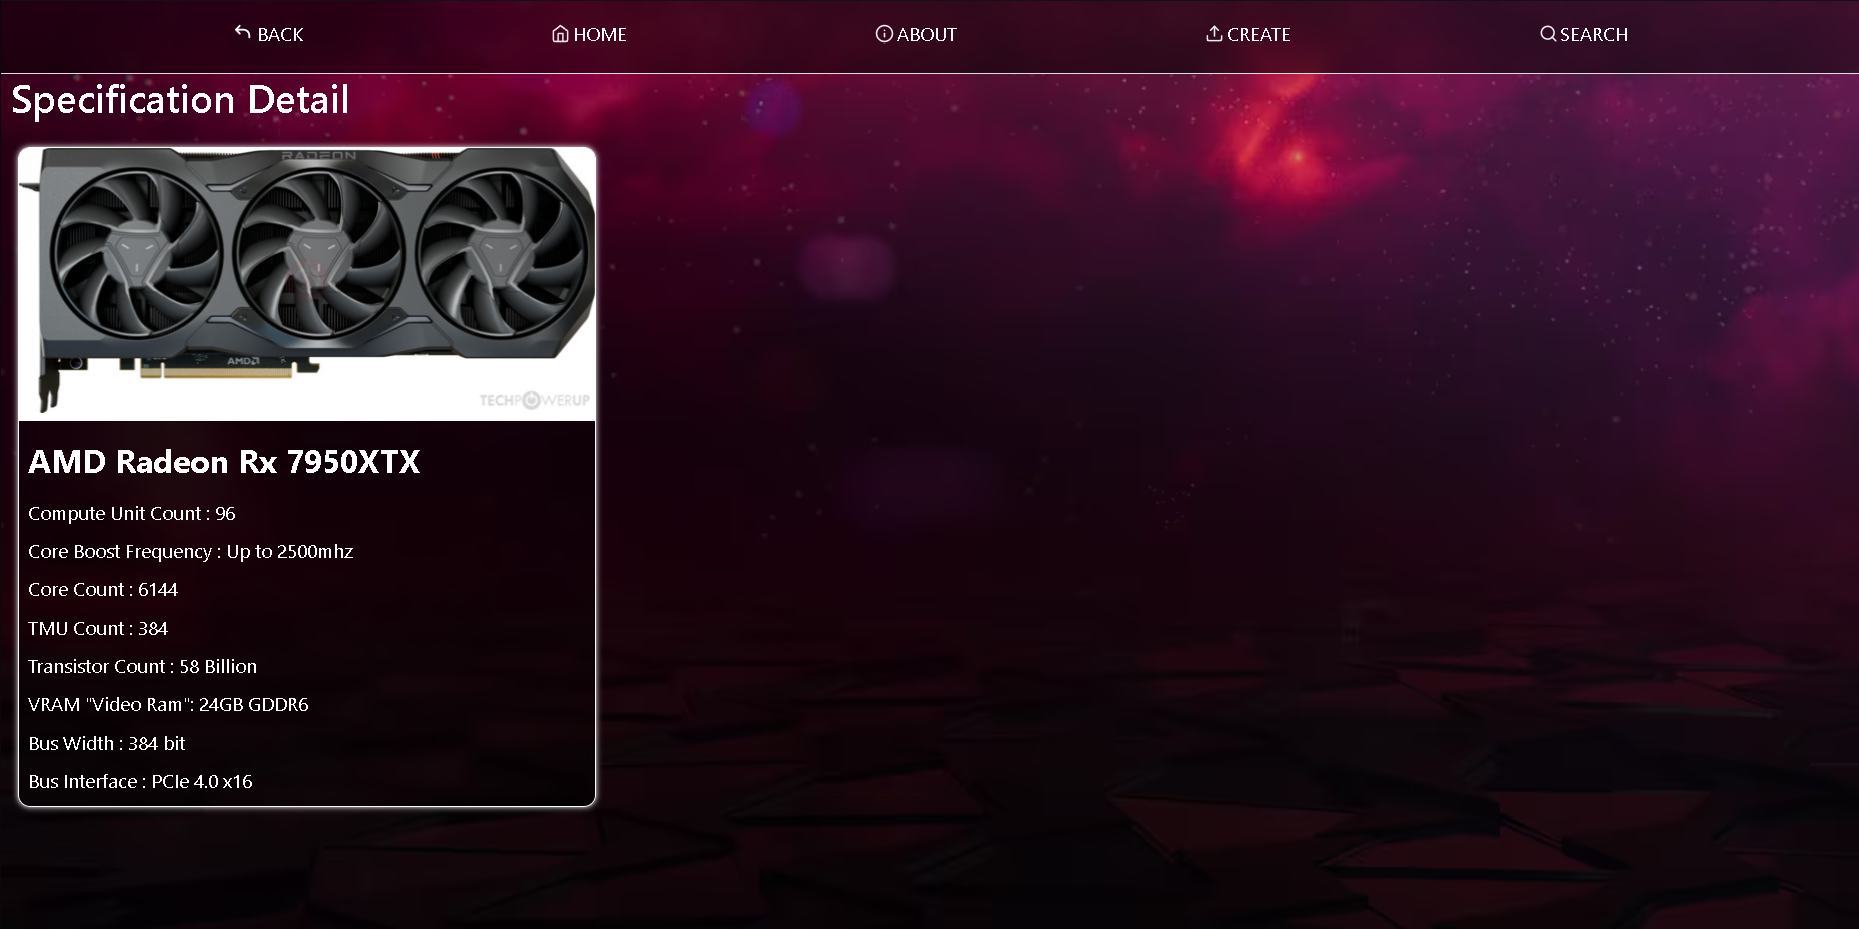 BACK
HOME
ABOUT
CREATE
SEARCH
Specification Detail
RADEON
AMD
TECHPOWERUP
AMD Radeon Rx 7950XTX
Compute Unit Count : 96
Core Boost Frequency : Up to 2500mhz
Core Count : 6144
TMU Count : 384
Transistor Count : 58 Billion
VRAM "Video Ram": 24GB GDDR6
Bus Width : 384 bit
Bus Interface : PCIe 4.0 x16